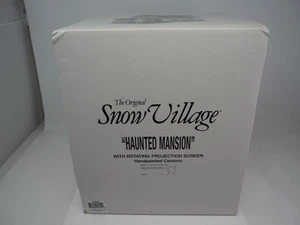 The Original
Snow Village
"HAUNTED MANSION"
WITH ROTATING PROJECTION SCREEN
Handpainted Ceramic